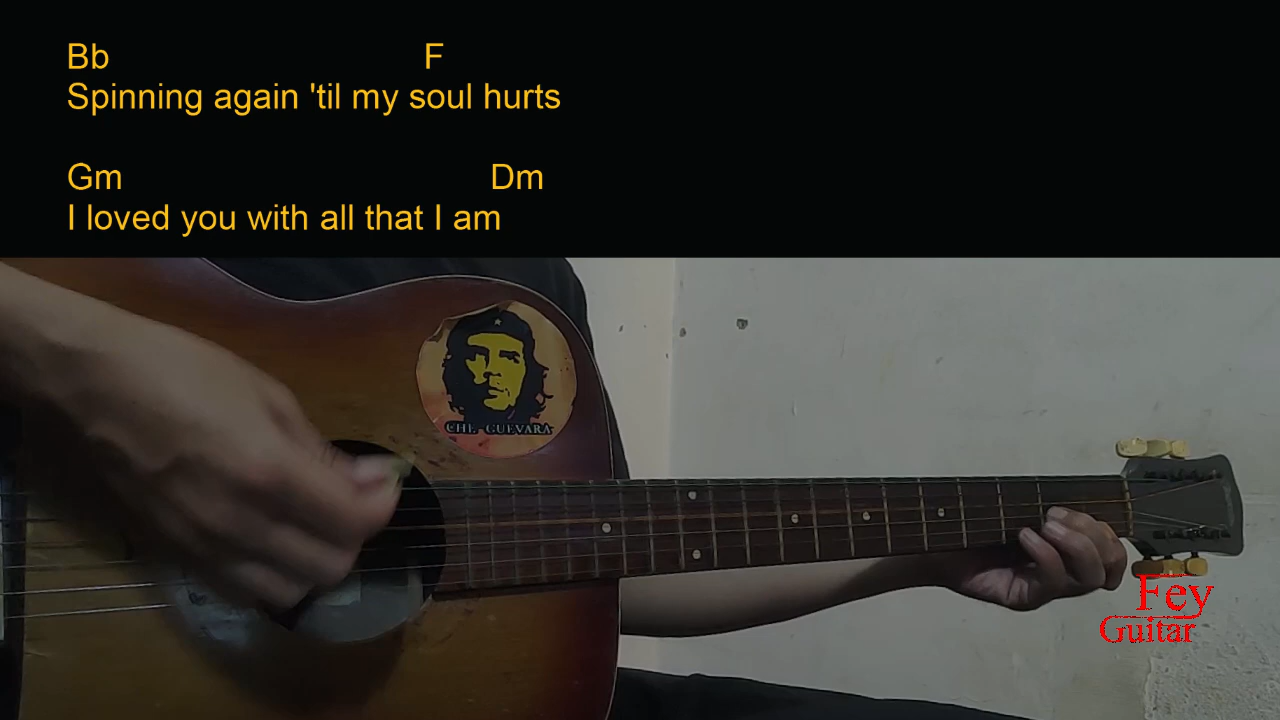 Bb F
Spinning again 'til my soul hurts
Gm Dm
I loved you with all that I am
CHE GUEVARA
Fey
Guitar